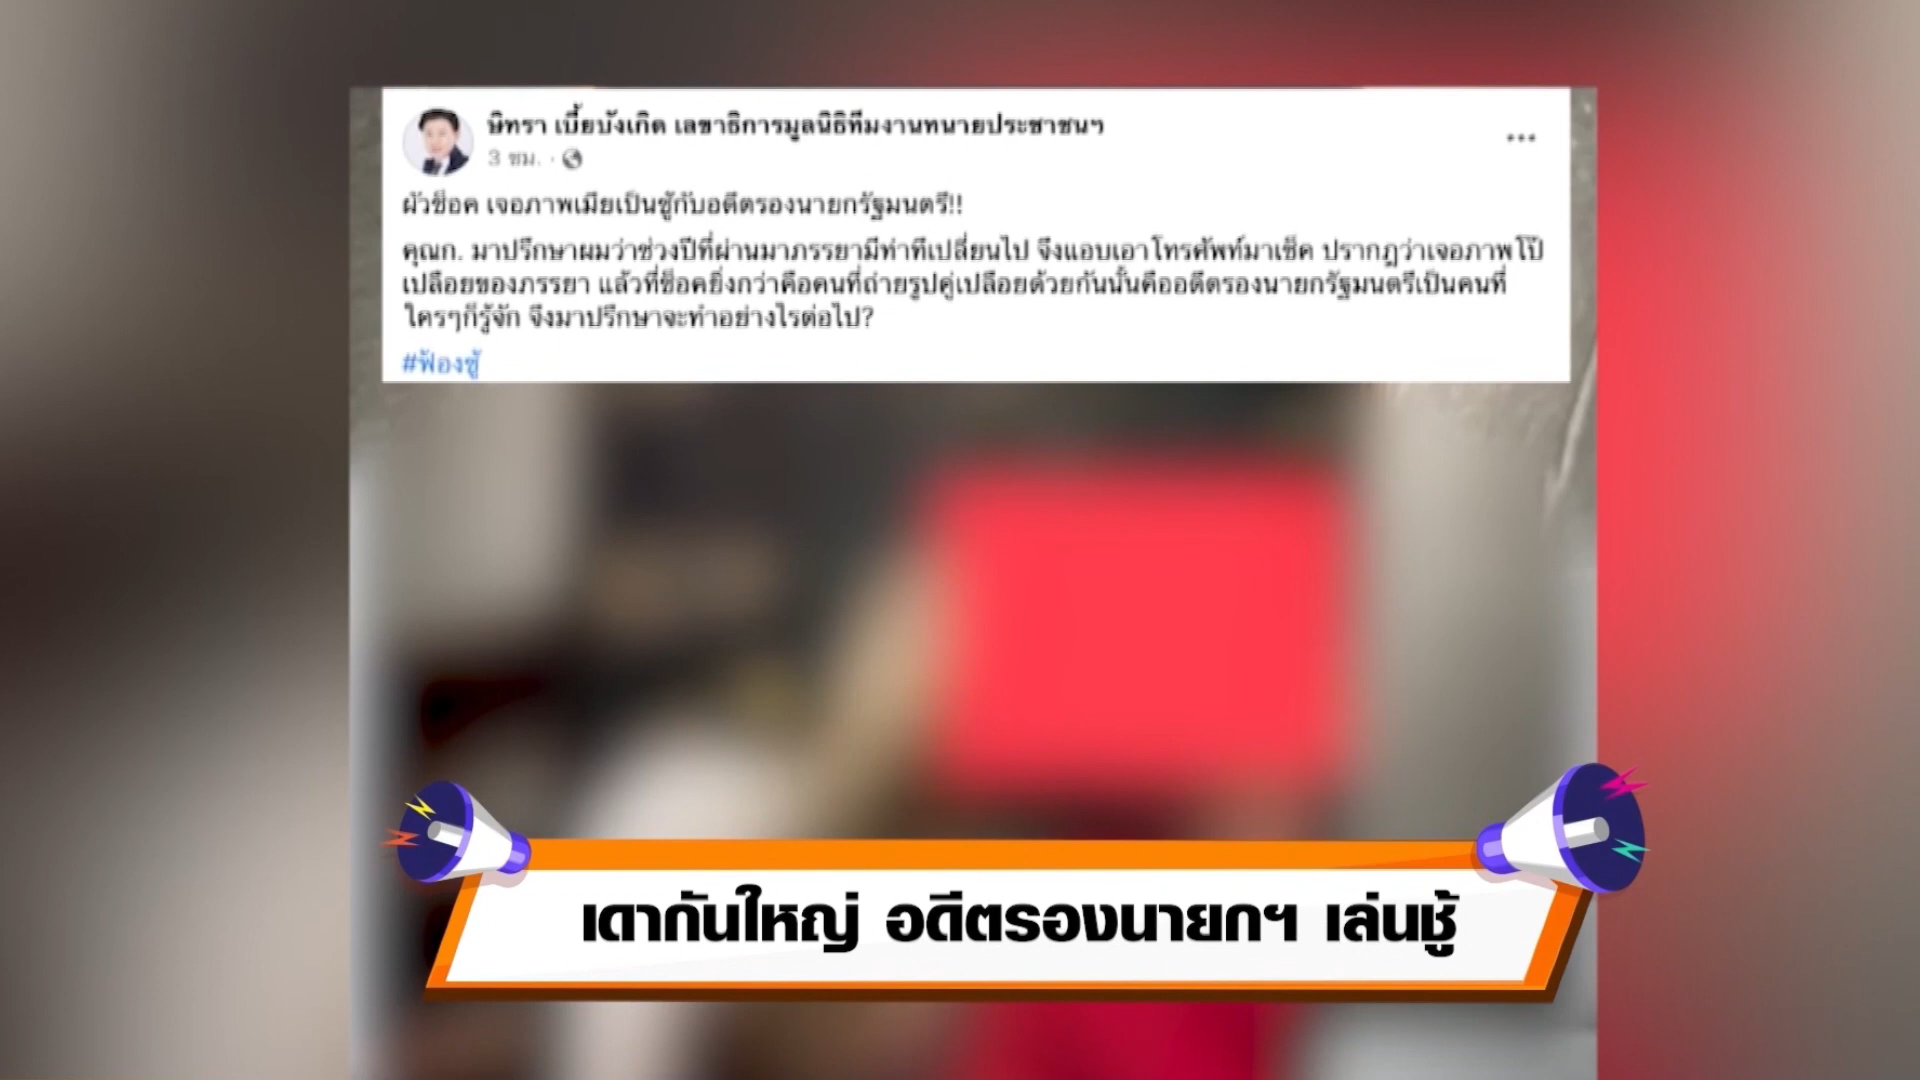 ษิทรา เบี้ยบังเกิด เลขาธิการมูลนิธิทีมงานทนายประชาชนฯ
3 ชม. ·
ผัวช็อค เจอภาพเมียเป็นชู้กับอดีตรองนายกรัฐมนตรี!!
คุณก. มาปรึกษาผมว่าช่วงปีที่ผ่านมาภรรยามีท่าทีเปลี่ยนไป จึงแอบเอาโทรศัพท์มาเช็ค ปรากฎว่าเจอภาพโป๊
เปลือยของภรรยา แล้วที่ช็อคยิ่งกว่าคือคนที่ถ่ายรูปคู่เปลือยด้วยกันนั้นคืออดีตรองนายกรัฐมนตรีเป็นคนที่
ใครๆก็รู้จัก จึงมาปรึกษาจะทำอย่างไรต่อไป?
#ฟ้องชู้
เดากันใหญ่ อดีตรองนายกฯ เล่นชู้